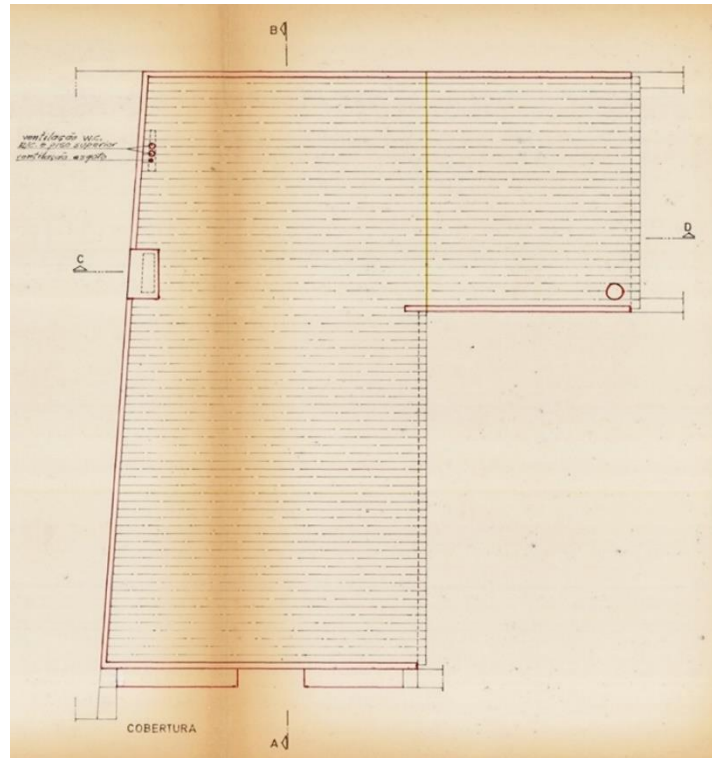 B
ventilação W.C.
R/C. e piso superior
ventilação esgoto
C
D
COBERTURA
A